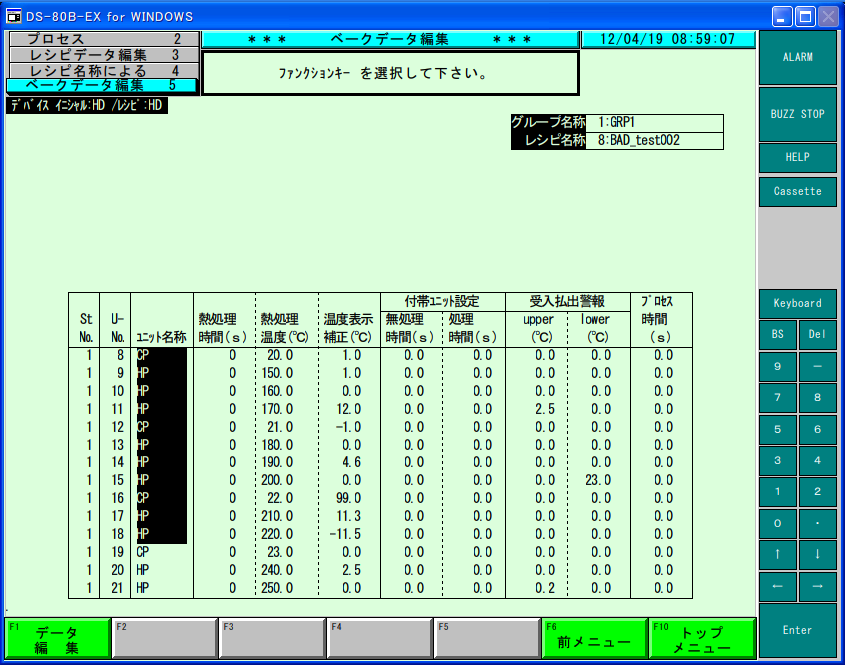 DS-80B-EX for WINDOWS
プロセス 2
レシピデータ編集 3
レシピ名称による 4
ベークデータ編集 5
*** ベークデータ編集 ***
12/04/19 08:59:07
ﾌｧﾝｸｼｮﾝｷｰ を選択して下さい。
ﾃﾞﾊﾞｲｽ ｲﾆｼｬﾙ:HD /ﾚｼﾋﾟ:HD
グループ名称 1:GRP1
レシピ名称 8:BAD_test002
付帯ﾕﾆｯﾄ設定 受入払出警報 ﾌﾟﾛｾｽ
St U- 熱処理 熱処理 温度表示 無処理 処理 upper lower 時間
No. No. ﾕﾆｯﾄ名称 時間(s) 温度(℃) 補正(℃) 時間(s) 時間(s) (℃) (℃) (s)
1 8 CP 0 20.0 1.0 0.0 0.0 0.0 0.0 0.0
1 9 HP 0 150.0 1.0 0.0 0.0 0.0 0.0 0.0
1 10 HP 0 160.0 0.0 0.0 0.0 0.0 0.0 0.0
1 11 HP 0 170.0 12.0 0.0 0.0 2.5 0.0 0.0
1 12 CP 0 21.0 -1.0 0.0 0.0 0.0 0.0 0.0
1 13 HP 0 180.0 0.0 0.0 0.0 0.0 0.0 0.0
1 14 HP 0 190.0 4.6 0.0 0.0 0.0 0.0 0.0
1 15 HP 0 200.0 0.0 0.0 0.0 0.0 23.0 0.0
1 16 CP 0 22.0 99.0 0.0 0.0 0.0 0.0 0.0
1 17 HP 0 210.0 11.3 0.0 0.0 0.0 0.0 0.0
1 18 HP 0 220.0 -11.5 0.0 0.0 0.0 0.0 0.0
1 19 CP 0 23.0 0.0 0.0 0.0 0.0 0.0 0.0
1 20 HP 0 240.0 2.5 0.0 0.0 0.0 0.0 0.0
1 21 HP 0 250.0 0.0 0.0 0.0 0.2 0.0 0.0
F1 データ
編 集
F2
F3
F4
F5
F6
前メニュー
F10 トップ
メニュー
ALARM
BUZZ STOP
HELP
Cassette
Keyboard
BS Del
9 －
7 8
5 6
3 4
1 2
0 ．
↑ ↓
← →
Enter